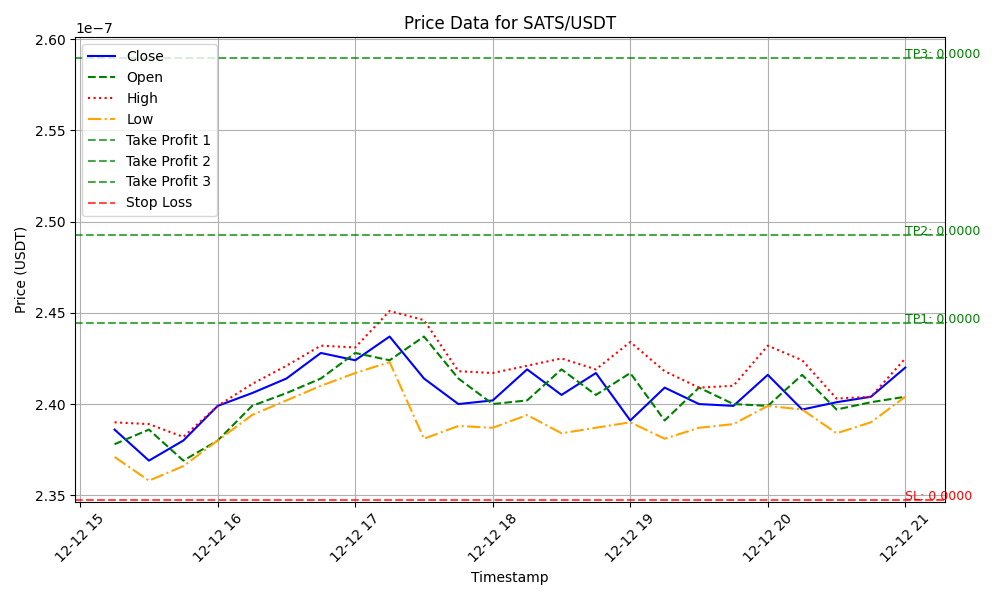 Price Data for SATS/USDT
1e−7
2.60
2.55
2.50
2.45
2.40
2.35
Price (USDT)
Close
Open
High
Low
Take Profit 1
Take Profit 2
Take Profit 3
Stop Loss
TP3: 0.0000
TP2: 0.0000
TP1: 0.0000
SL: 0.0000
12-12 15
12-12 16
12-12 17
12-12 18
12-12 19
12-12 20
12-12 21
Timestamp